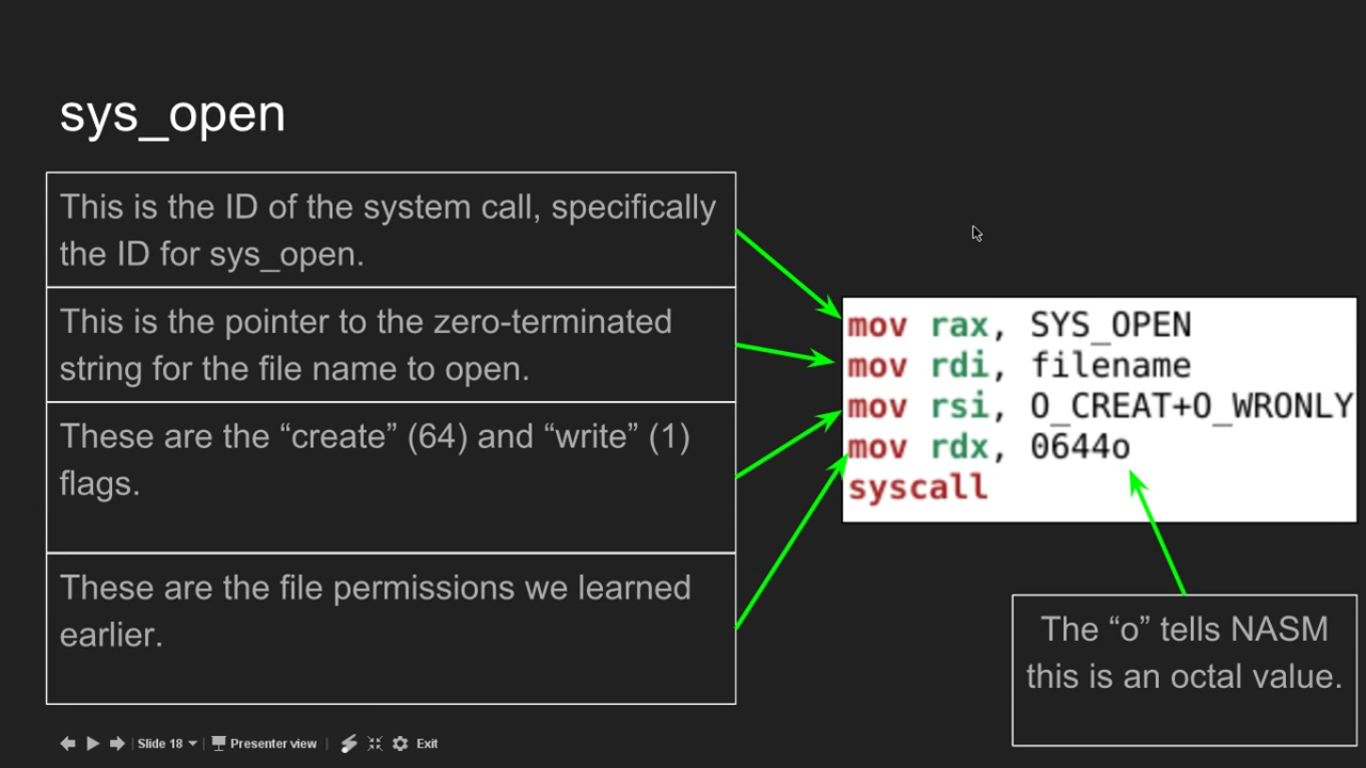 sys_open
This is the ID of the system call, specifically
the ID for sys_open.
This is the pointer to the zero-terminated
string for the file name to open.
These are the “create” (64) and “write” (1)
flags.
These are the file permissions we learned
earlier.
mov rax, SYS_OPEN
mov rdi, filename
mov rsi, O_CREAT+O_WRONLY
mov rdx, 0644o
syscall
The “o” tells NASM
this is an octal value.
Slide 18
Presenter view
Exit